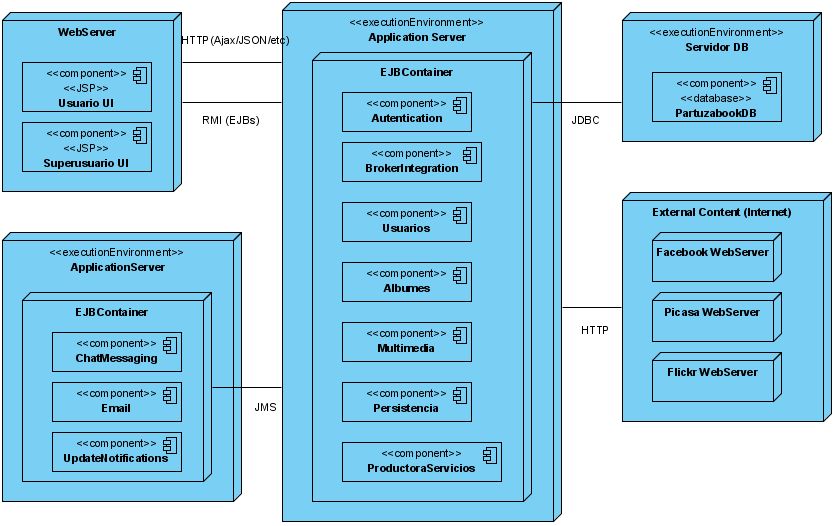 WebServer
<<component>>
<<JSP>>
Usuario UI
<<component>>
<<JSP>>
Superusuario UI
HTTP(Ajax/JSON/etc)
RMI (EJBs)
<<executionEnvironment>>
Application Server
EJBContainer
<<component>>
Autentication
<<component>>
BrokerIntegration
<<component>>
Usuarios
<<component>>
Albumes
<<component>>
Multimedia
<<component>>
Persistencia
<<component>>
ProductoraServicios
JDBC
<<executionEnvironment>>
Servidor DB
<<component>>
<<database>>
PartuzabookDB
<<executionEnvironment>>
ApplicationServer
EJBContainer
<<component>>
ChatMessaging
<<component>>
Email
<<component>>
UpdateNotifications
JMS
HTTP
External Content (Internet)
Facebook WebServer
Picasa WebServer
Flickr WebServer